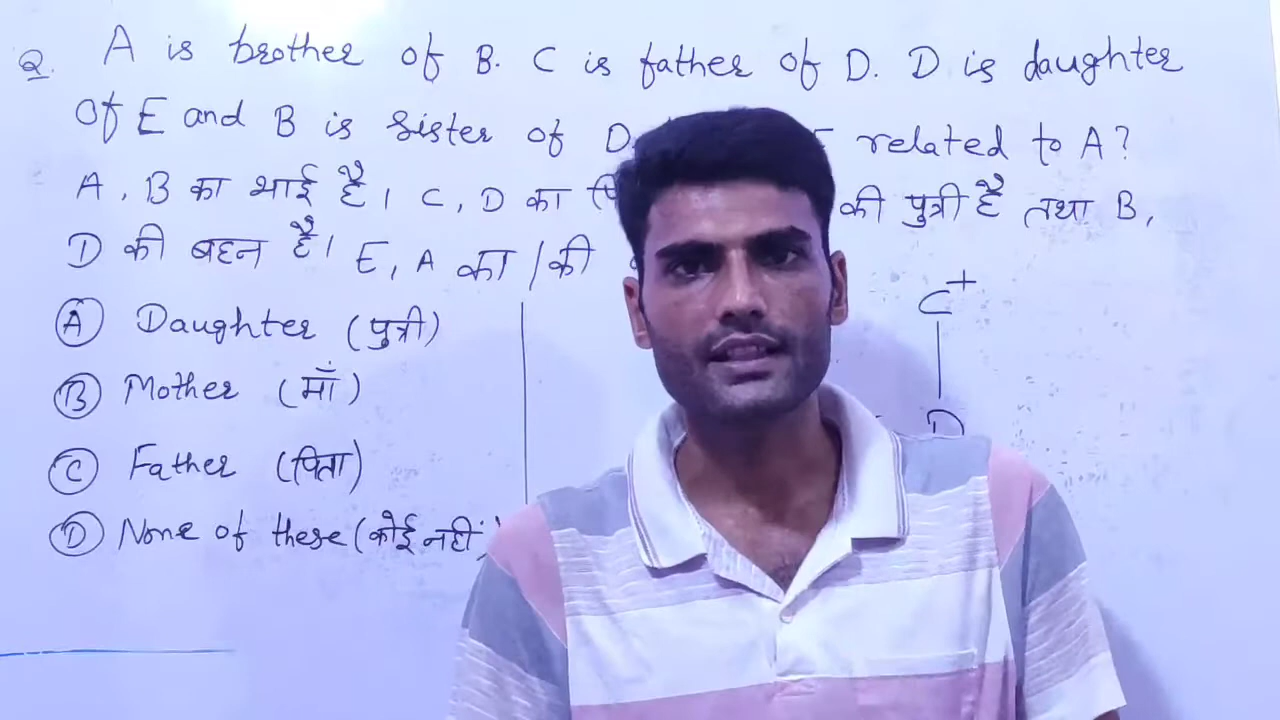 Q. A is brother of B. C is father of D. D is daughter
of E and B is sister of D. related to A?
A, B का भाई है। C, D का की पुत्री है तथा B,
D की बहन है। E, A का/की
C+
D
(A) Daughter (पुत्री)
(B) Mother (माँ)
(C) Father (पिता)
(D) None of these (कोई नहीं)